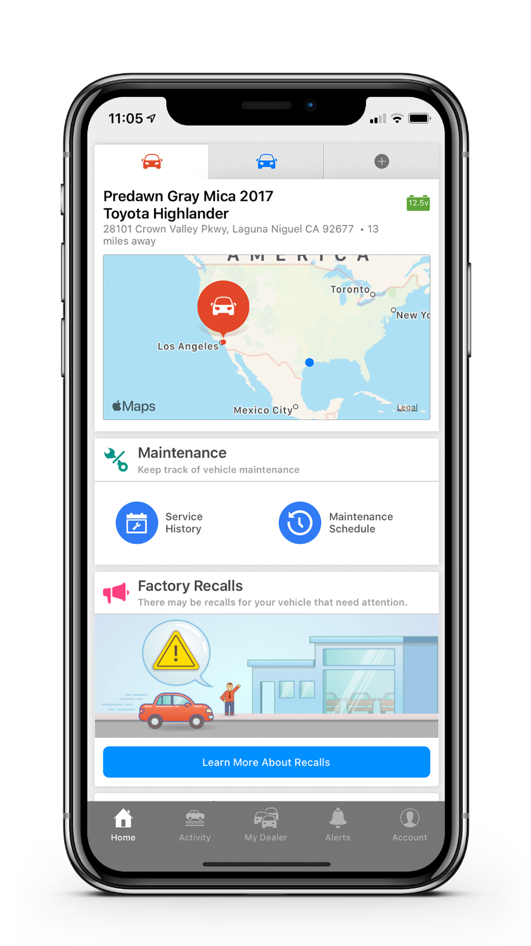 11:05
Predawn Gray Mica 2017
Toyota Highlander
12.5v
28101 Crown Valley Pkwy, Laguna Niguel CA 92677 • 13
miles away
AMERICA
Toronto
New Yo
Los Angeles
Maps
Mexico City
Legal
Maintenance
Keep track of vehicle maintenance
Service
History
Maintenance
Schedule
Factory Recalls
There may be recalls for your vehicle that need attention.
Learn More About Recalls
Home
Activity
My Dealer
Alerts
Account